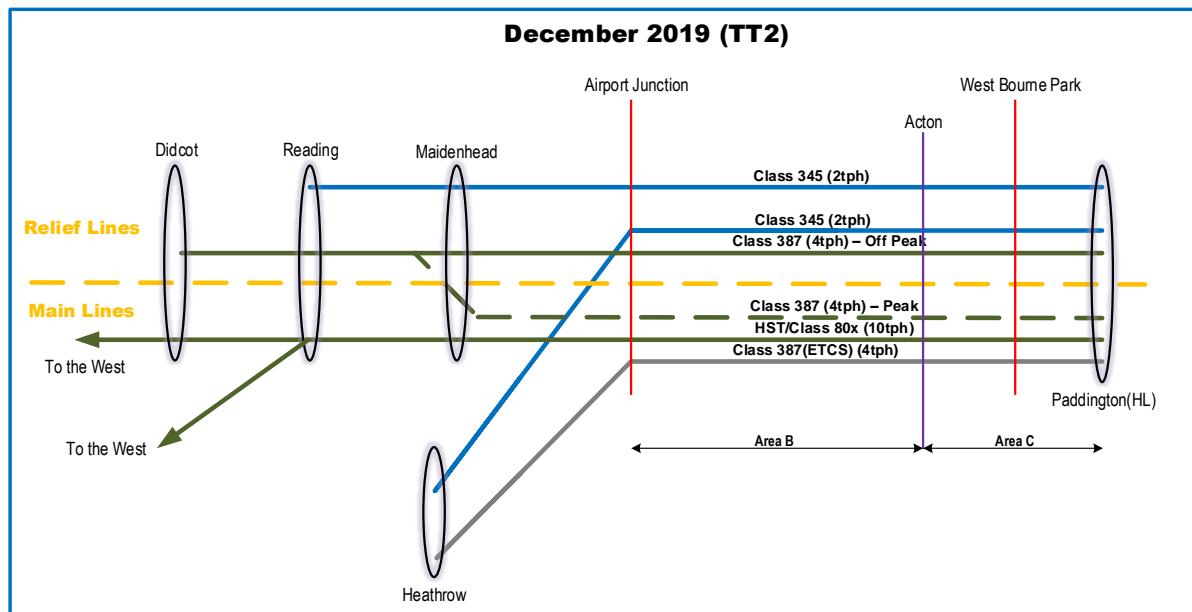 December 2019 (TT2)
Airport Junction
West Bourne Park
Acton
Didcot
Reading
Maidenhead
Class 345 (2tph)
Class 345 (2tph)
Relief Lines
Class 387 (4tph) – Off Peak
Main Lines
Class 387 (4tph) – Peak
HST/Class 80x (10tph)
Class 387(ETCS) (4tph)
To the West
Paddington(HL)
To the West
Area B
Area C
Heathrow